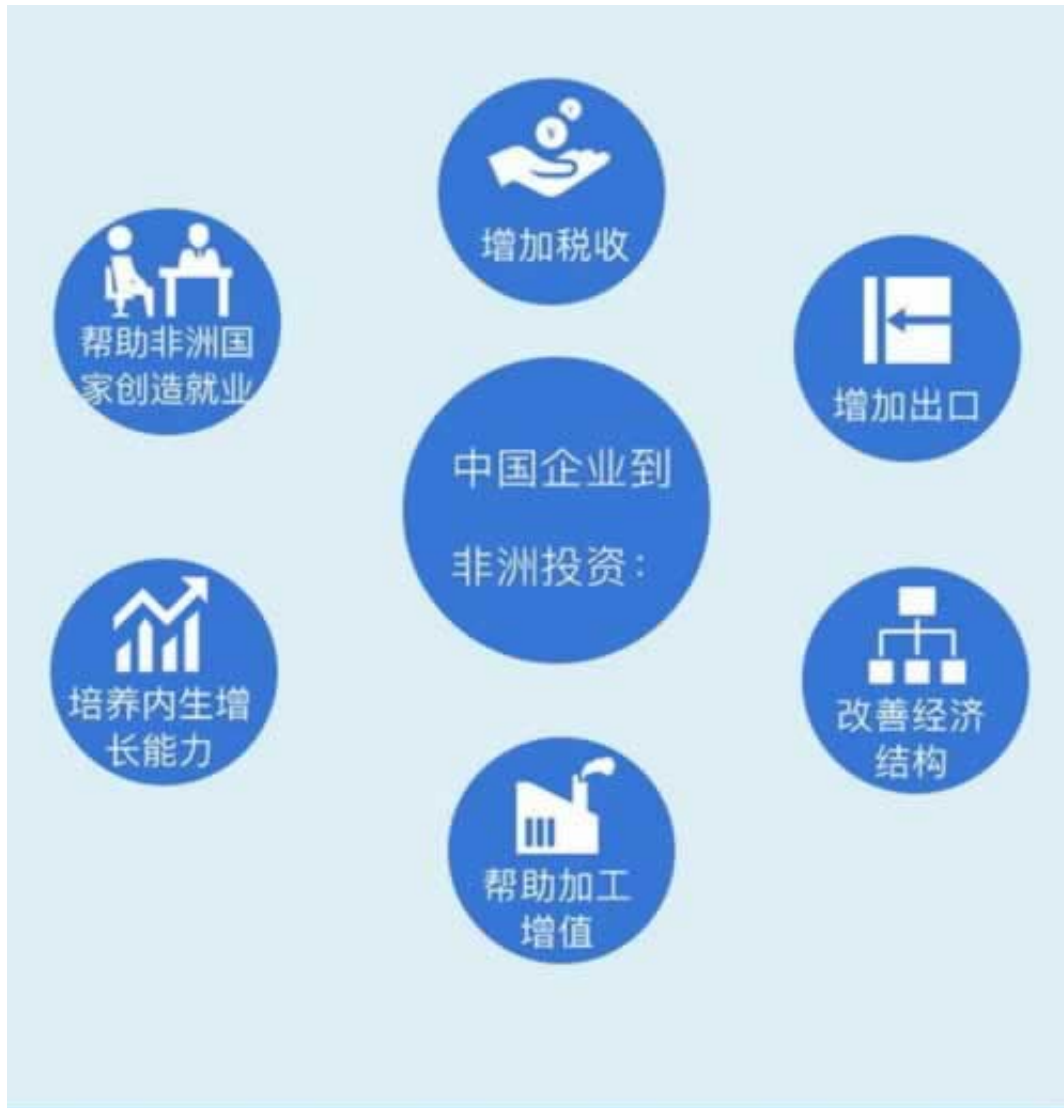 中国企业到
非洲投资：
增加税收
增加出口
改善经济
结构
帮助加工
增值
培养内生增
长能力
帮助非洲国
家创造就业